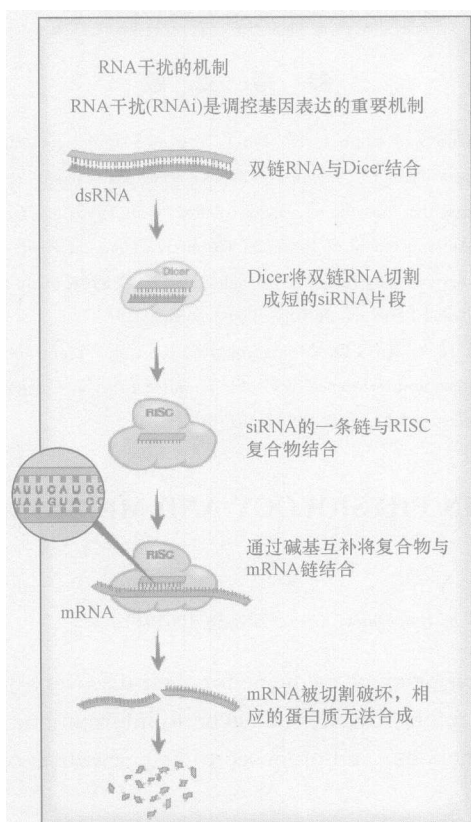 RNA干扰的机制
RNA干扰(RNAi)是调控基因表达的重要机制
双链RNA与Dicer结合
dsRNA
Dicer
Dicer将双链RNA切割
成短的siRNA片段
RISC
siRNA的一条链与RISC
复合物结合
AUUCAUGG
UAAGUACC
通过碱基互补将复合物与
mRNA链结合
RISC
mRNA
mRNA被切割破坏，相
应的蛋白质无法合成